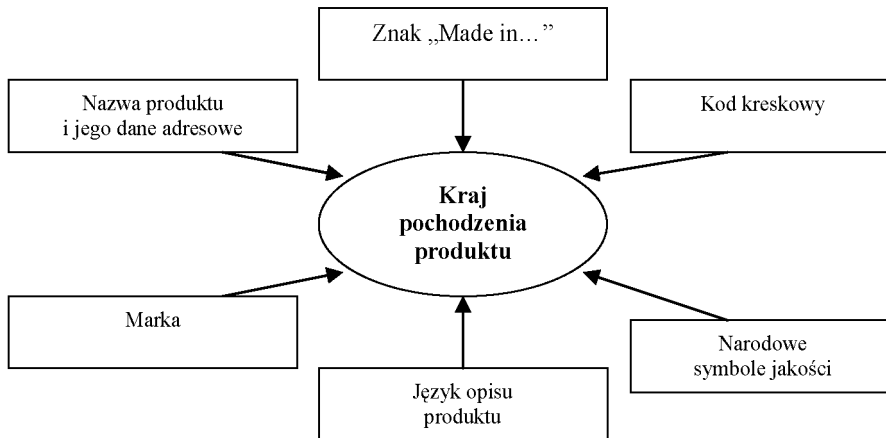 Znak „Made in…”
Nazwa produktu
i jego dane adresowe
Kod kreskowy
Kraj
pochodzenia
produktu
Marka
Narodowe
symbole jakości
Język opisu
produktu